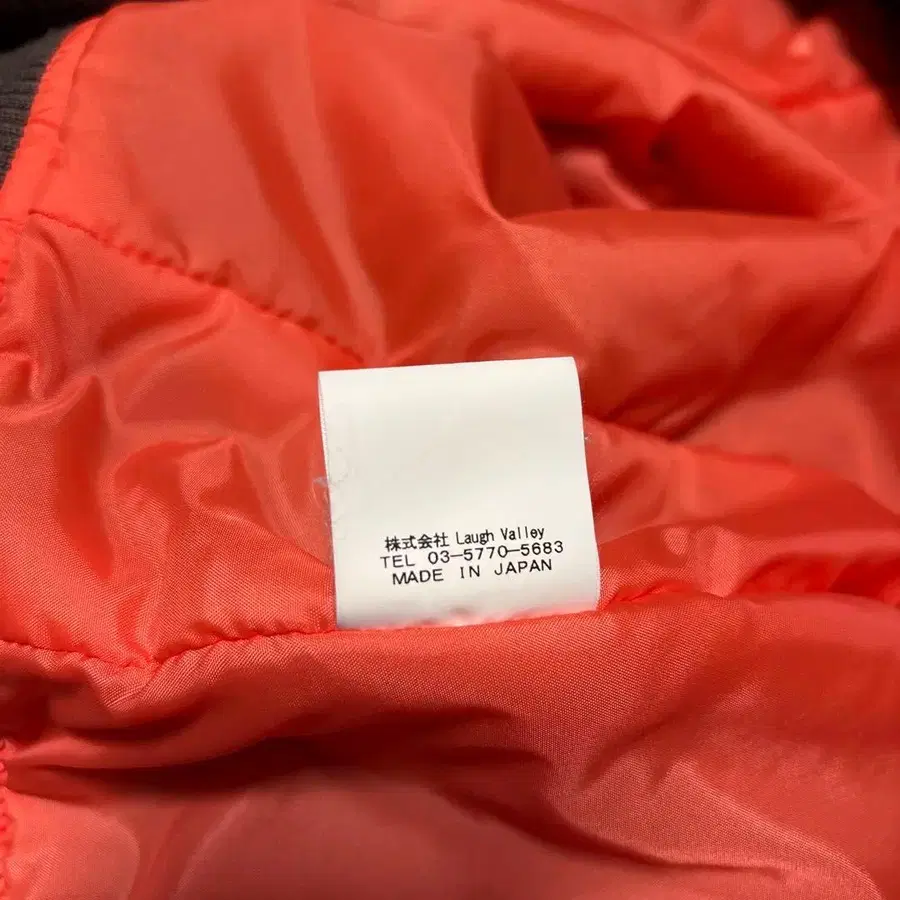 株式会社 Laugh Valley
TEL 03-5770-5683
MADE IN JAPAN